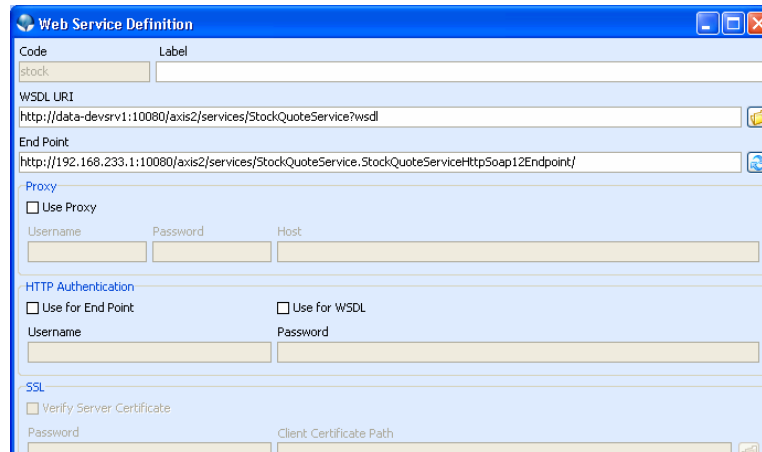 Web Service Definition
Code Label
stock
WSDL URI
http://data-devsrv1:10080/axis2/services/StockQuoteService?wsdl
End Point
http://192.168.233.1:10080/axis2/services/StockQuoteService.StockQuoteServiceHttpSoap12Endpoint/
Proxy
Use Proxy
Username Password Host
HTTP Authentication
Use for End Point Use for WSDL
Username Password
SSL
Verify Server Certificate
Password Client Certificate Path